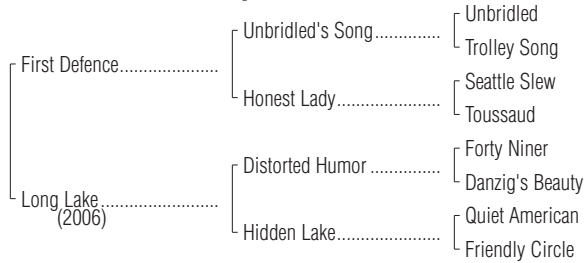 Unbridled
Unbridled's Song..............
Trolley Song
First Defence.....................
Seattle Slew
Honest Lady......................
Toussaud
Forty Niner
Distorted Humor ...............
Danzig's Beauty
Long Lake.........................
(2006)
Quiet American
Hidden Lake......................
Friendly Circle